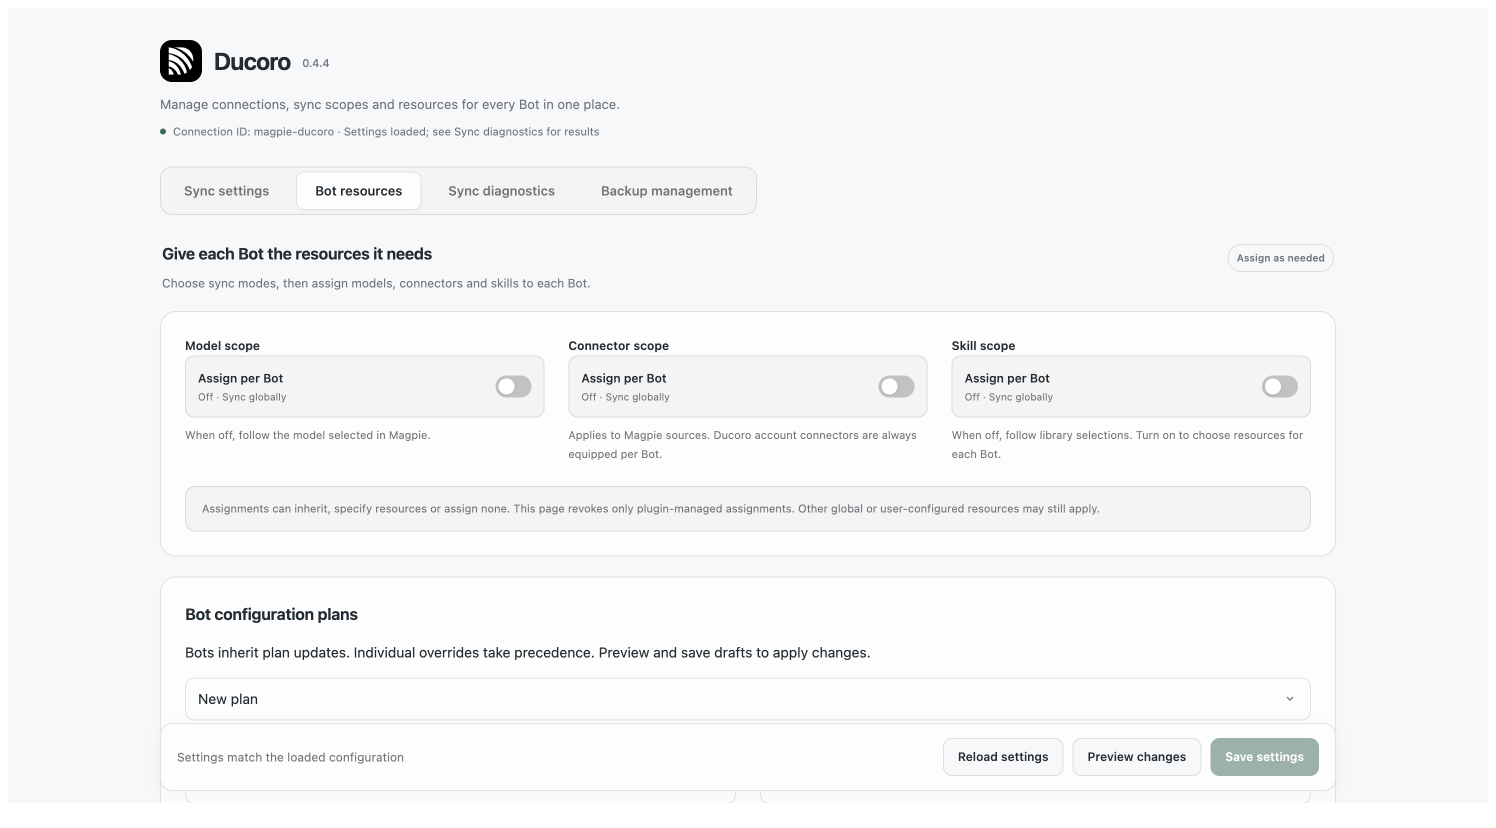 Ducoro 0.4.4
Manage connections, sync scopes and resources for every Bot in one place.
Connection ID: magpie-ducoro · Settings loaded; see Sync diagnostics for results
Sync settings
Bot resources
Sync diagnostics
Backup management
Give each Bot the resources it needs
Assign as needed
Choose sync modes, then assign models, connectors and skills to each Bot.
Model scope
Assign per Bot
Off · Sync globally
When off, follow the model selected in Magpie.
Connector scope
Assign per Bot
Off · Sync globally
Applies to Magpie sources. Ducoro account connectors are always
equipped per Bot.
Skill scope
Assign per Bot
Off · Sync globally
When off, follow library selections. Turn on to choose resources for
each Bot.
Assignments can inherit, specify resources or assign none. This page revokes only plugin-managed assignments. Other global or user-configured resources may still apply.
Bot configuration plans
Bots inherit plan updates. Individual overrides take precedence. Preview and save drafts to apply changes.
New plan
Settings match the loaded configuration
Reload settings
Preview changes
Save settings